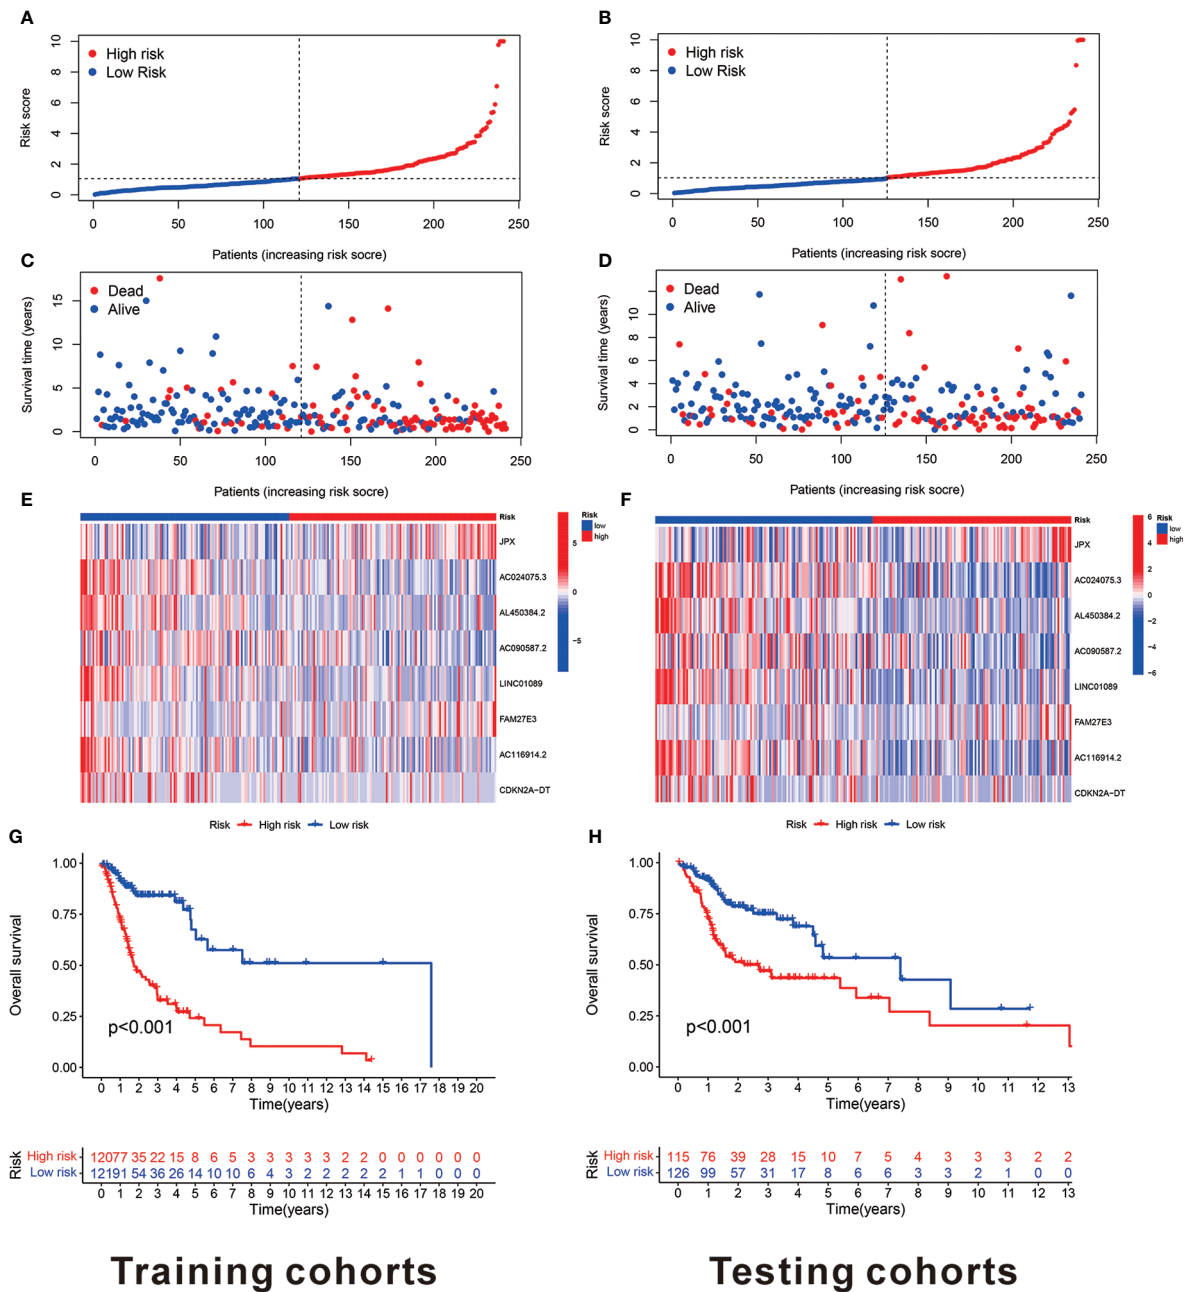 A
B
10
8
6
4
2
0
Risk score
High risk
Low Risk
0 50 100 150 200 250
Patients (increasing risk socre)
10
8
6
4
2
0
Risk score
High risk
Low Risk
0 50 100 150 200 250
Patients (increasing risk socre)
C
D
15
10
5
0
Survival time (years)
Dead
Alive
0 50 100 150 200 250
Patients (increasing risk socre)
10
8
6
4
2
0
Survival time (years)
Dead
Alive
0 50 100 150 200 250
Patients (increasing risk socre)
E
F
Risk
JPX
AC024075.3
AL450384.2
AC090587.2
LINC01089
FAM27E3
AC116914.2
CDKN2A-DT
5
0
-5
Risk
low
high
Risk
JPX
AC024075.3
AL450384.2
AC090587.2
LINC01089
FAM27E3
AC116914.2
CDKN2A-DT
6
4
2
0
-2
-4
-6
Risk
low
high
G
H
Risk High risk Low risk
1.00
0.75
0.50
0.25
0.00
Overall survival
p<0.001
0 1 2 3 4 5 6 7 8 9 10 11 12 13 14 15 16 17 18 19 20
Time(years)
Risk High risk Low risk
1.00
0.75
0.50
0.25
0.00
Overall survival
p<0.001
0 1 2 3 4 5 6 7 8 9 10 11 12 13
Time(years)
Risk
High risk 120 77 35 22 15 8 6 5 3 3 3 3 3 2 2 0 0 0 0 0 0
Low risk 121 91 54 36 26 14 10 10 6 4 3 2 2 2 2 2 1 1 0 0 0
0 1 2 3 4 5 6 7 8 9 10 11 12 13 14 15 16 17 18 19 20
Time(years)
Risk
High risk 115 76 39 28 15 10 7 5 4 3 3 3 2 2
Low risk 126 99 57 31 17 8 6 6 3 3 2 1 0 0
0 1 2 3 4 5 6 7 8 9 10 11 12 13
Time(years)
Training cohorts
Testing cohorts